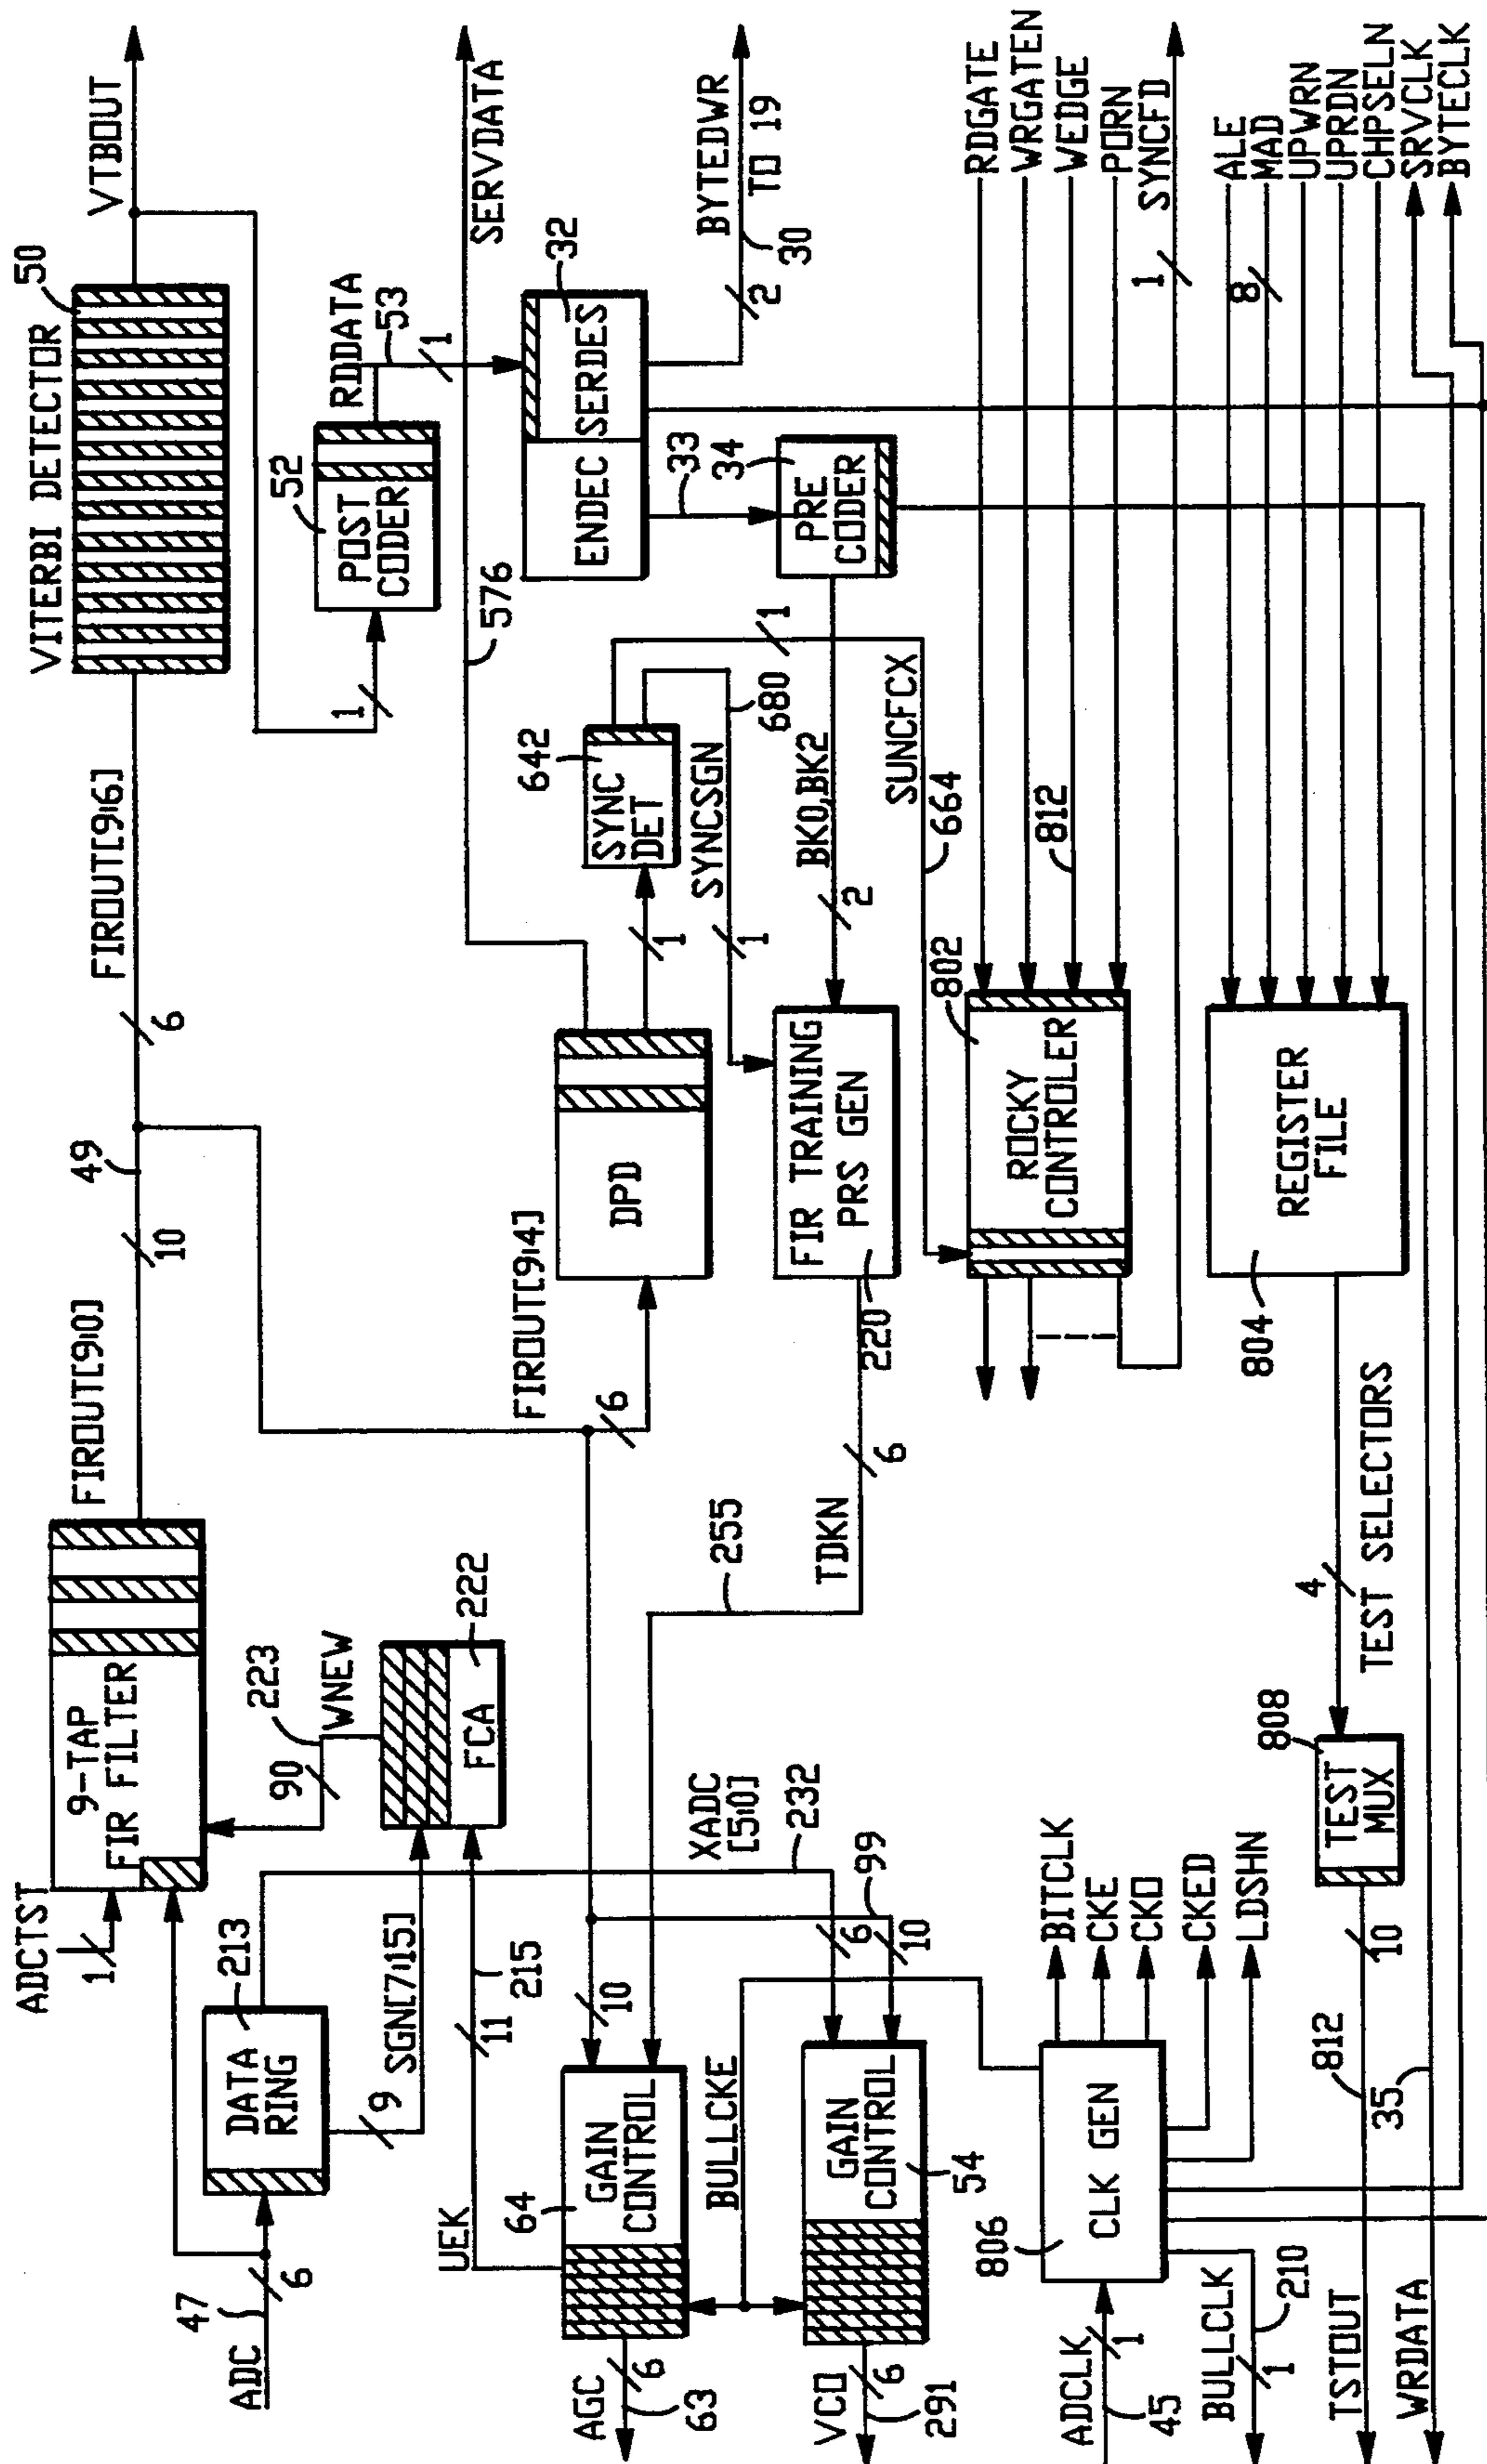 ADC
47
6
ADCTST
1
DATA
RING
213
9
SGN[7:15]
9-TAP
FIR FILTER
90
223
WNEW
FCA
222
UEK
11
215
FIROUT[9:0]
10
49
6
FIROUT[9:6]
VITERBI DETECTOR
50
VTBOUT
1
POST
CODER
52
RDDATA
53
1
576
SERVDATA
AGC
6
63
64
GAIN
CONTROL
10
BULLCKE
XADC
[5:0]
232
6
10
99
VCO
6
291
GAIN
CONTROL
54
255
TDKN
6
FIROUT[9:4]
6
DPD
1
SYNC
DET
642
SYNCSGN
1
680
1
ENDEC
SERDES
32
BYTEDWR
TO 19
30
2
33
PRE
CODER
34
BK0,BK2
2
FIR TRAINING
PRS GEN
220
SUNCFCX
664
ROCKY
CONTROLER
802
812
RDGATE
WRGATEN
WEDGE
PORN
1
SYNCFD
ADCLK
1
45
806
CLK GEN
BITCLK
CKE
CKO
CKED
LDSHN
BULLCLK
1
210
REGISTER
FILE
804
ALE
MAD
8
UPWRN
UPRDN
CHPSELN
SRVCLK
BYTECLK
4
TEST SELECTORS
TEST
MUX
808
10
812
TSTOUT
35
WRDATA